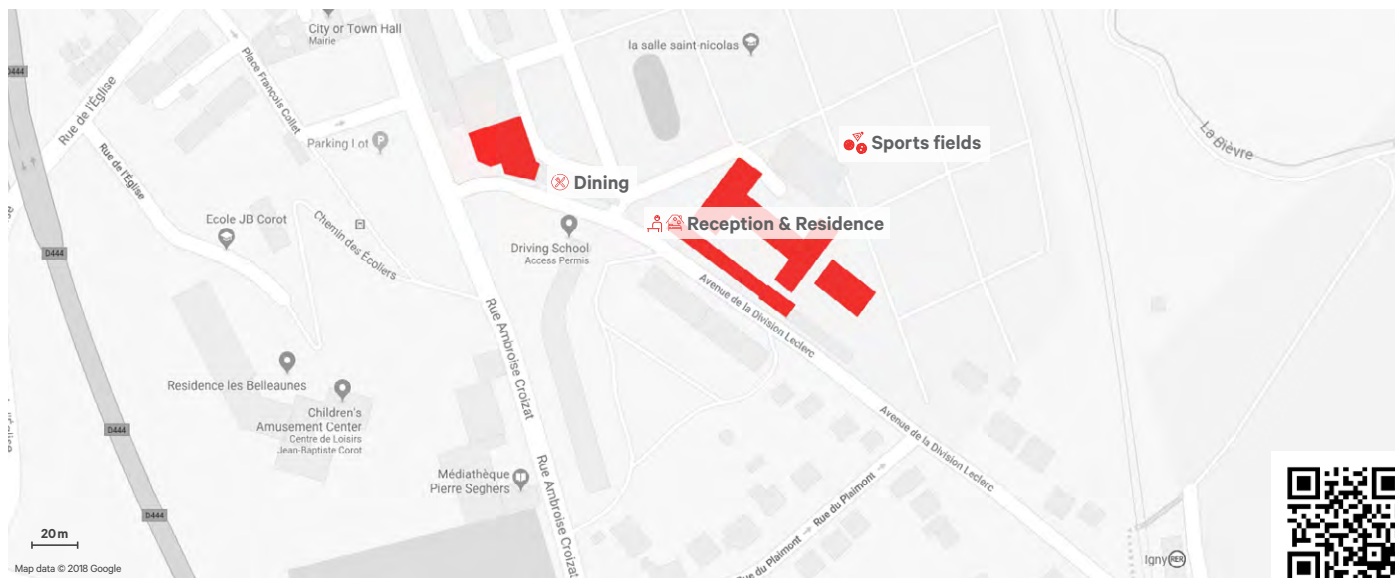 City or Town Hall
Mairie
la salle saint-nicolas
D444
Place François Collet
Rue de l'Église
Parking Lot
P
Sports fields
La Bièvre
Rue de l'Église
Dining
Ecole JB Corot
Chemin des Écoliers
Driving School
Access Permis
Reception & Residence
D444
Avenue de la Division Leclerc
Rue Ambroise Croizat
Residence les Belleaunes
Children's
Amusement Center
Centre de Loisirs
Jean-Baptiste Corot
D444
Avenue de la Division Leclerc
Médiathèque
Pierre Seghers
Rue Ambroise Croizat
Rue du Plaimont
D444
20 m
Rue du Plaimont
Igny
RER
Map data © 2018 Google